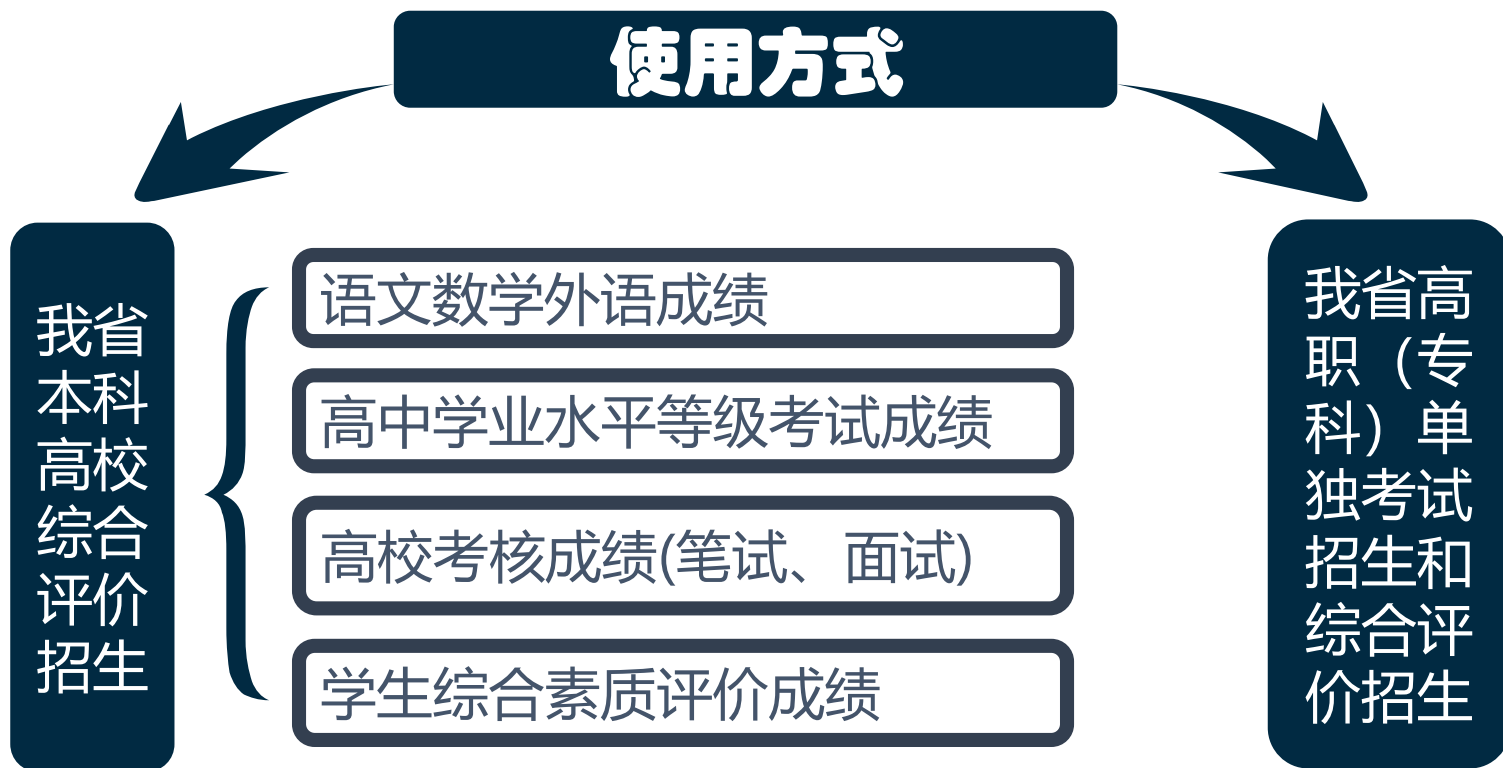 使用方式
我省
本科
高校
综合
评价
招生
语文数学外语成绩
高中学业水平等级考试成绩
高校考核成绩(笔试、面试)
学生综合素质评价成绩
我省高
职（专
科）单
独考试
招生和
综合评
价招生